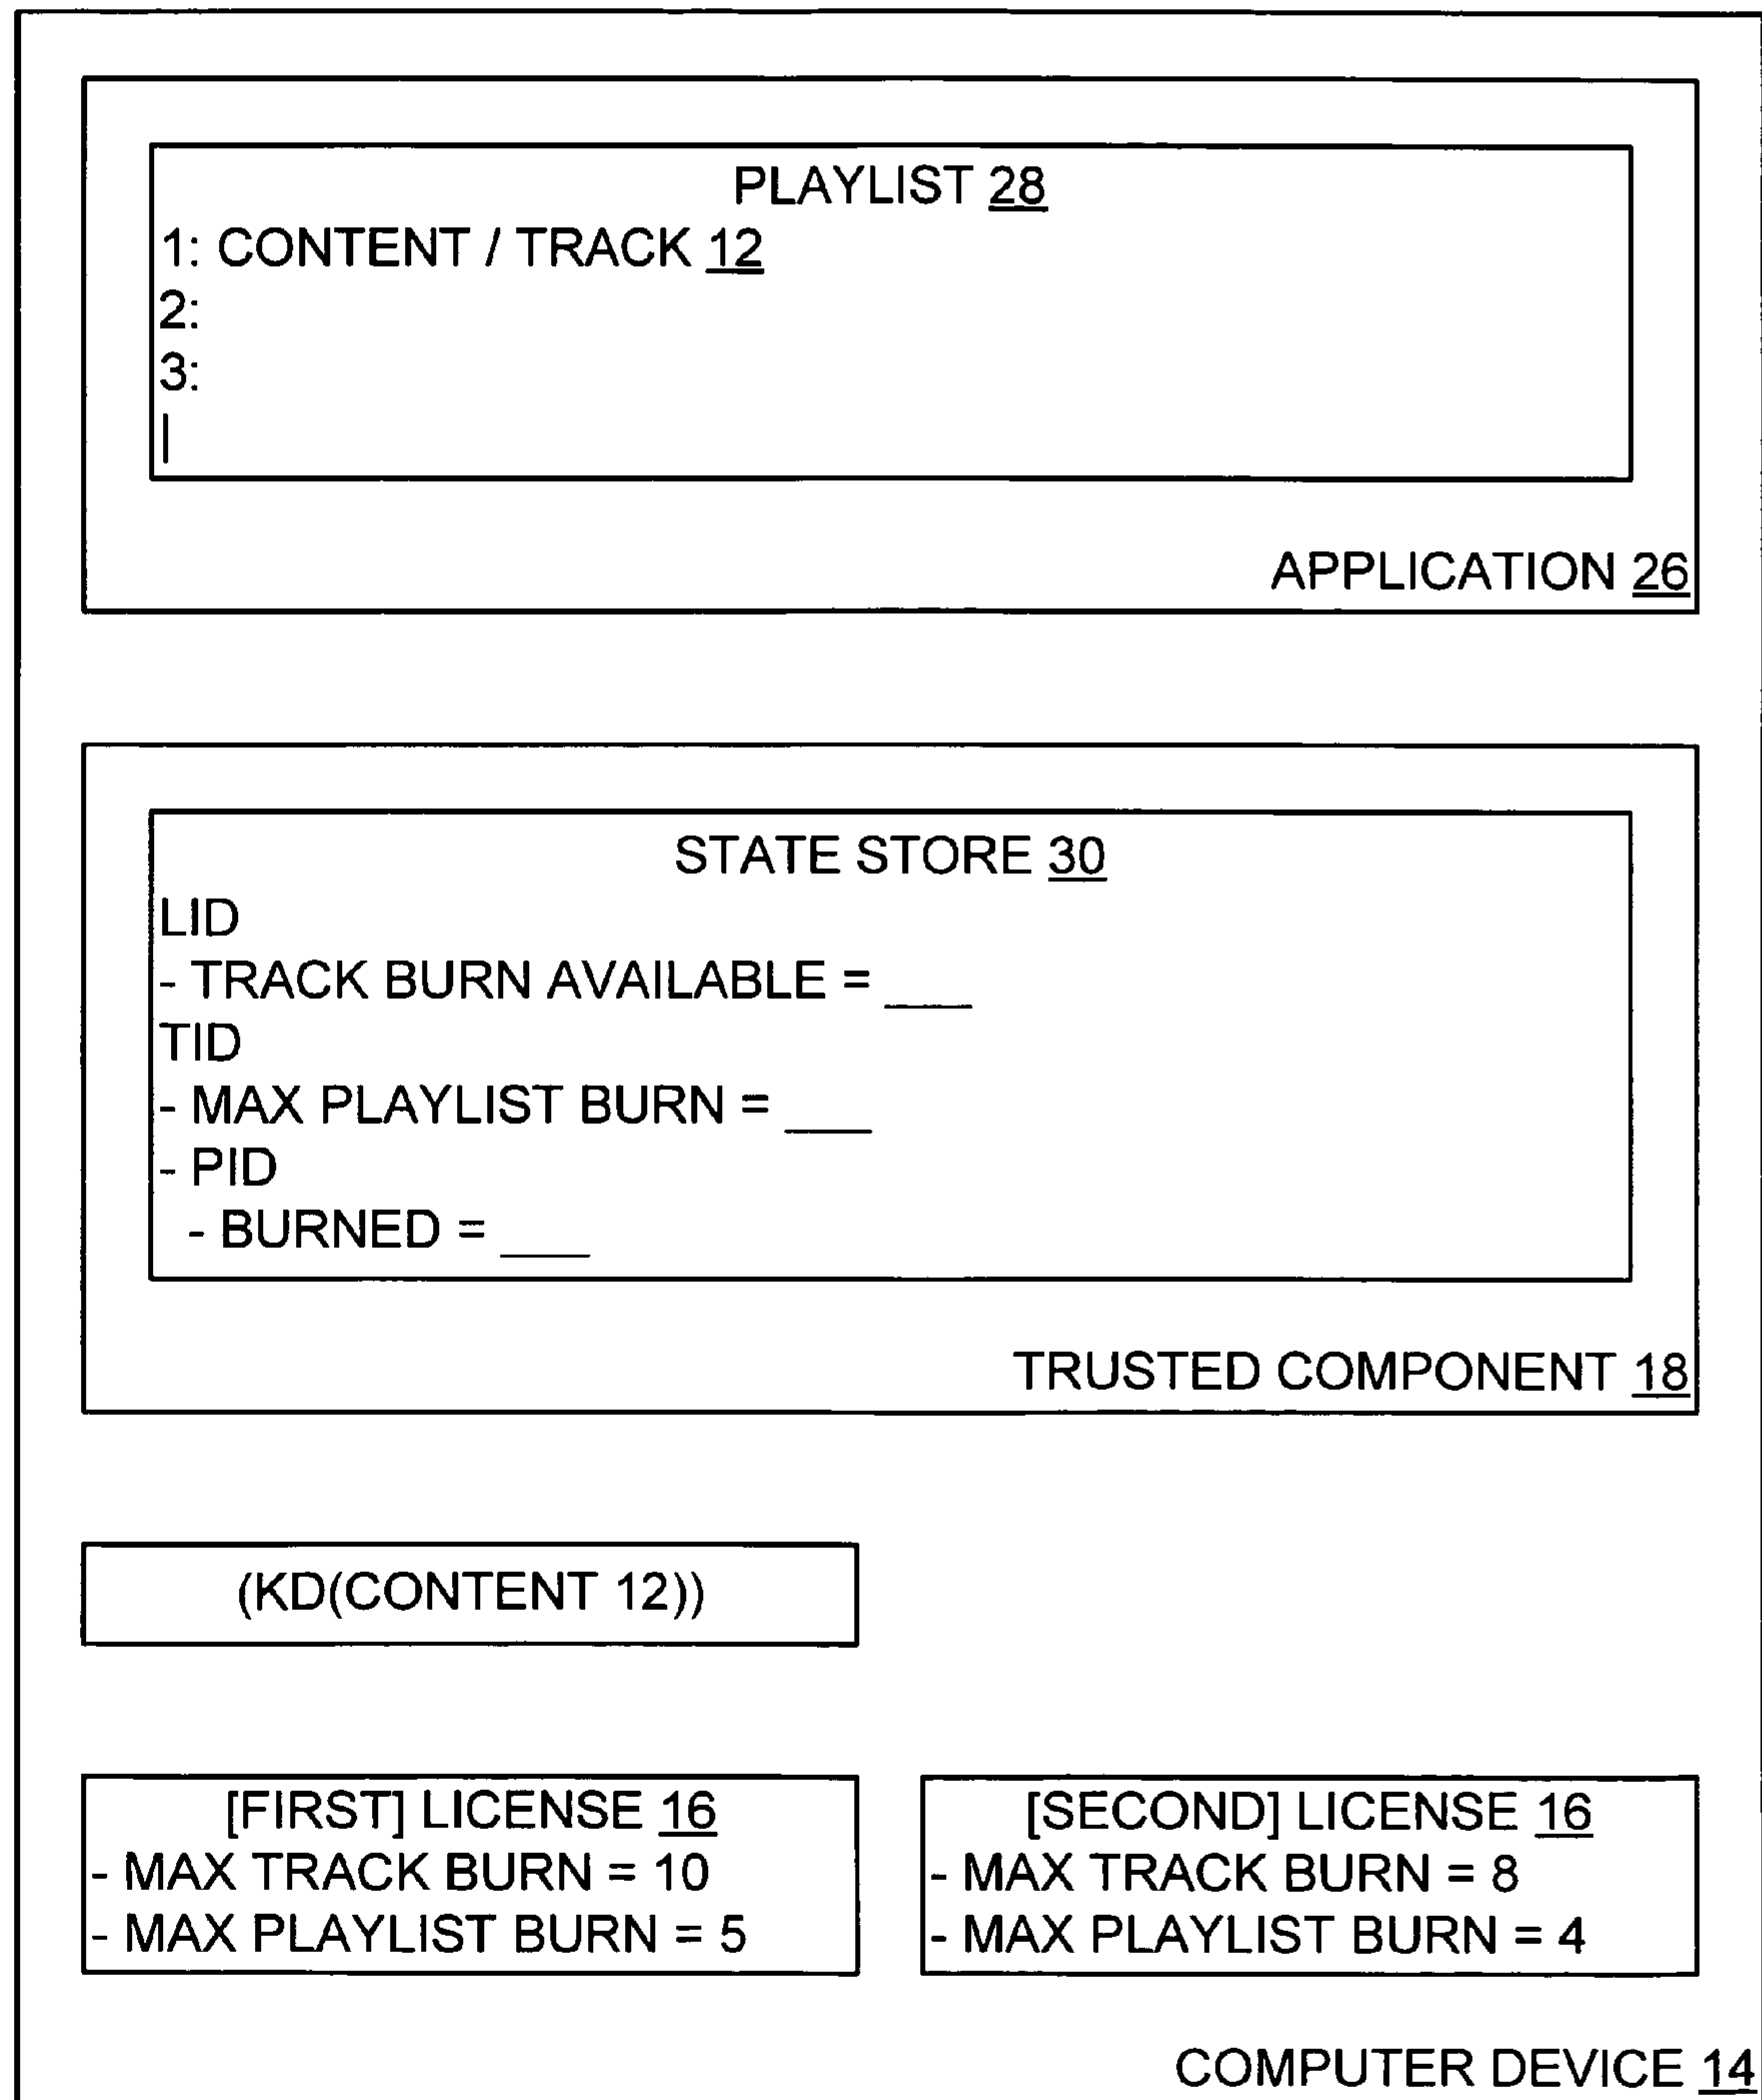 PLAYLIST 28
1: CONTENT / TRACK 12
2:
3:
|
APPLICATION 26
STATE STORE 30
LID
- TRACK BURN AVAILABLE = ___
TID
- MAX PLAYLIST BURN = ___
- PID
- BURNED = ___
TRUSTED COMPONENT 18
(KD(CONTENT 12))
[FIRST] LICENSE 16
- MAX TRACK BURN = 10
- MAX PLAYLIST BURN = 5
[SECOND] LICENSE 16
- MAX TRACK BURN = 8
- MAX PLAYLIST BURN = 4
COMPUTER DEVICE 14